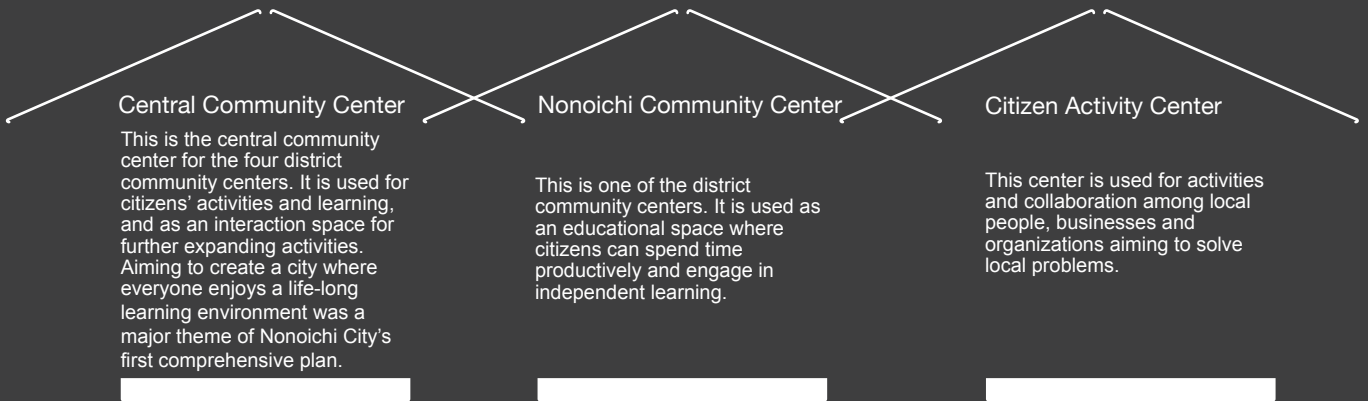 Central Community Center
This is the central community
center for the four district
community centers. It is used for
citizens’ activities and learning,
and as an interaction space for
further expanding activities.
Aiming to create a city where
everyone enjoys a life-long
learning environment was a
major theme of Nonoichi City’s
first comprehensive plan.
Nonoichi Community Center
This is one of the district
community centers. It is used as
an educational space where
citizens can spend time
productively and engage in
independent learning.
Citizen Activity Center
This center is used for activities
and collaboration among local
people, businesses and
organizations aiming to solve
local problems.